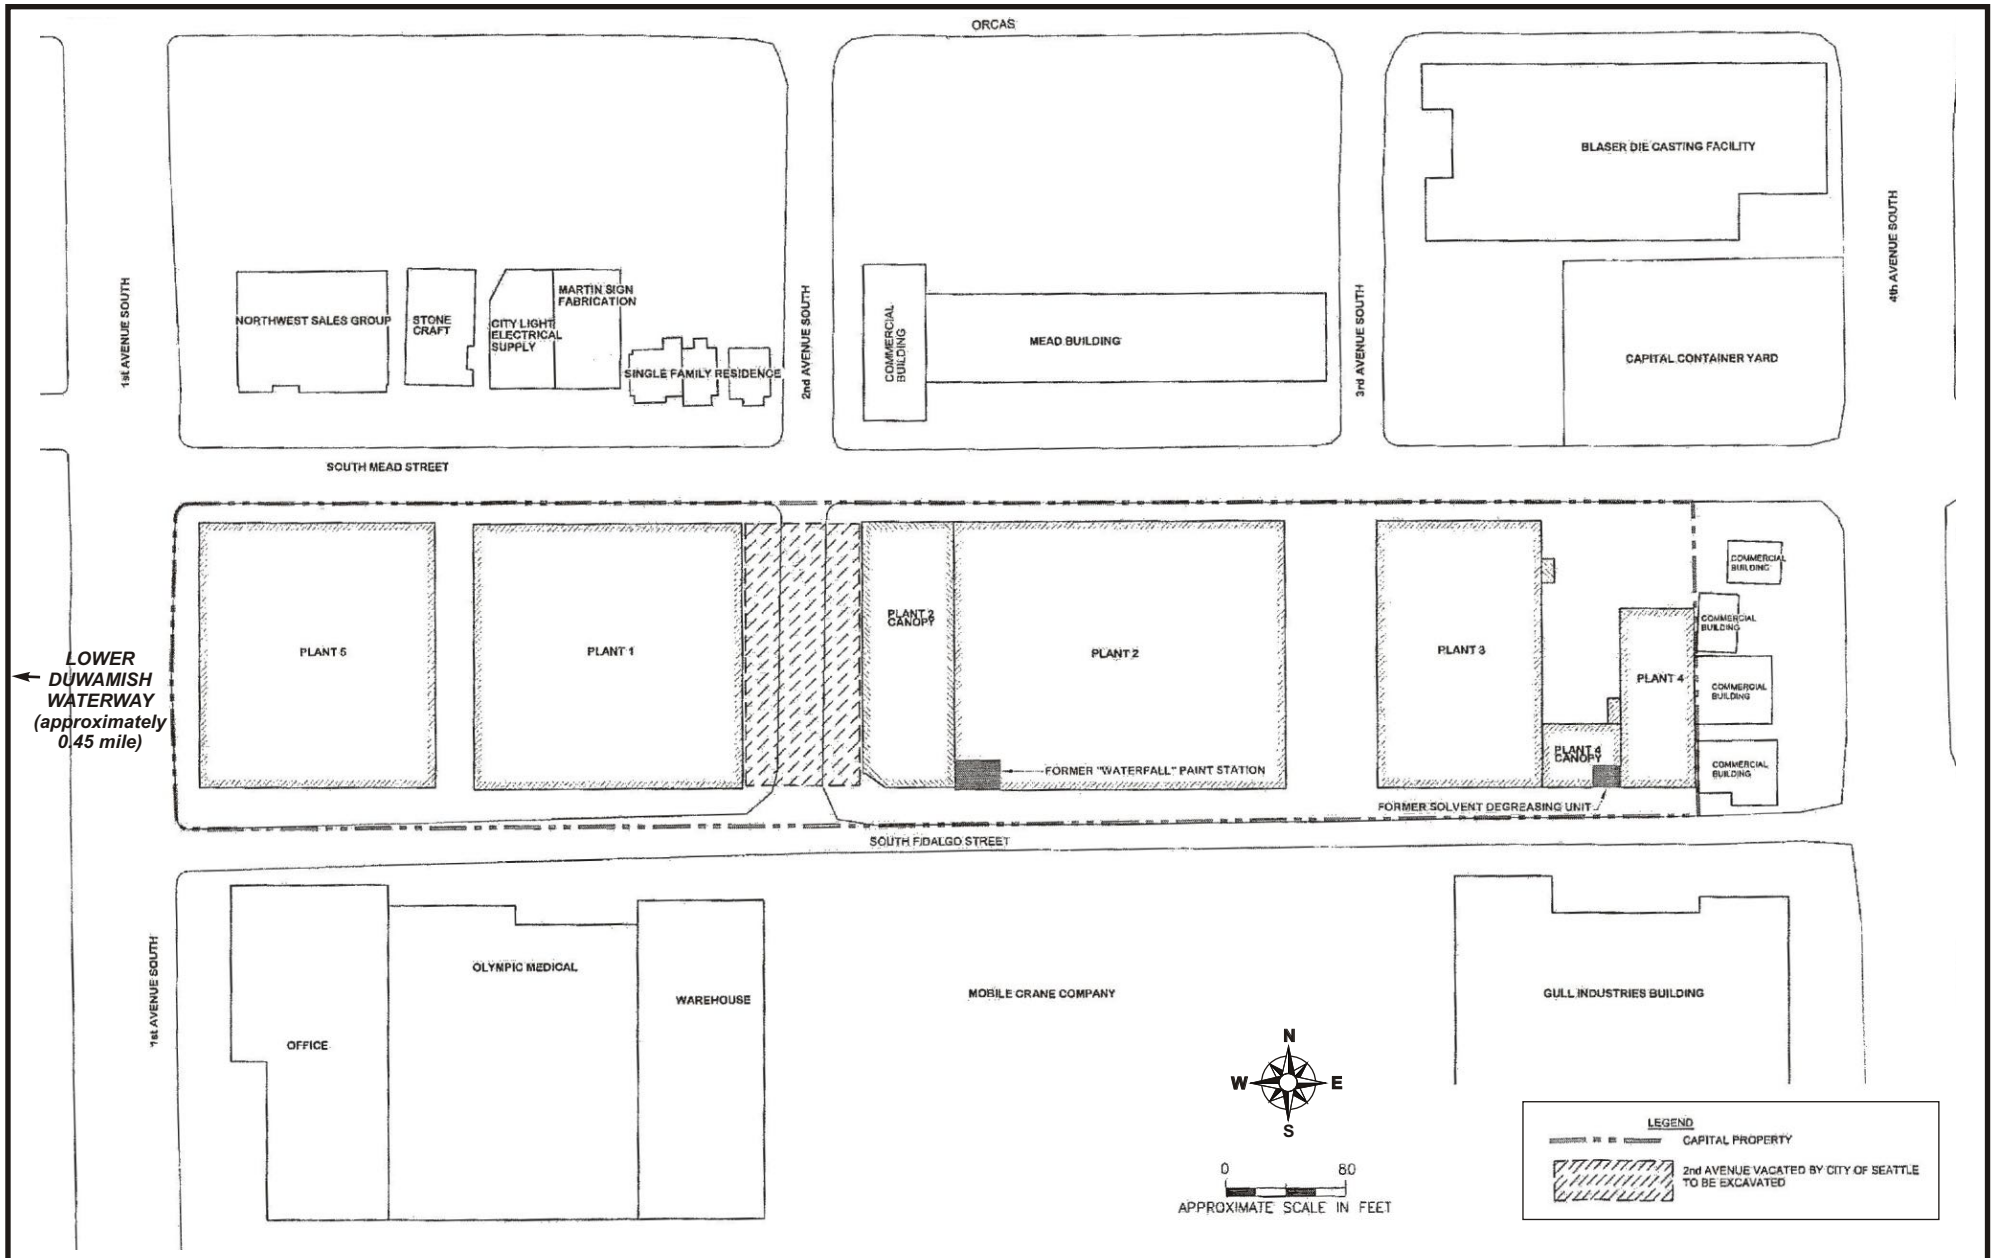 ORCAS
BLASER DIE CASTING FACILITY
1st AVENUE SOUTH
NORTHWEST SALES GROUP
STONE
CRAFT
CITY LIGHT
ELECTRICAL
SUPPLY
MARTIN SIGN
FABRICATION
SINGLE FAMILY RESIDENCE
2nd AVENUE SOUTH
COMMERCIAL
BUILDING
MEAD BUILDING
3rd AVENUE SOUTH
CAPITAL CONTAINER YARD
4th AVENUE SOUTH
SOUTH MEAD STREET
LOWER
DUWAMISH
WATERWAY
(approximately
0.45 mile)
PLANT 5
PLANT 1
PLANT 2
CANOPY
PLANT 2
PLANT 3
PLANT 4
PLANT 4
CANOPY
COMMERCIAL
BUILDING
COMMERCIAL
BUILDING
COMMERCIAL
BUILDING
COMMERCIAL
BUILDING
FORMER "WATERFALL" PAINT STATION
FORMER SOLVENT DEGREASING UNIT
SOUTH FIDALGO STREET
1st AVENUE SOUTH
OFFICE
OLYMPIC MEDICAL
WAREHOUSE
MOBILE CRANE COMPANY
GULL INDUSTRIES BUILDING
N
W
E
S
0 80
APPROXIMATE SCALE IN FEET
LEGEND
CAPITAL PROPERTY
2nd AVENUE VACATED BY CITY OF SEATTLE
TO BE EXCAVATED